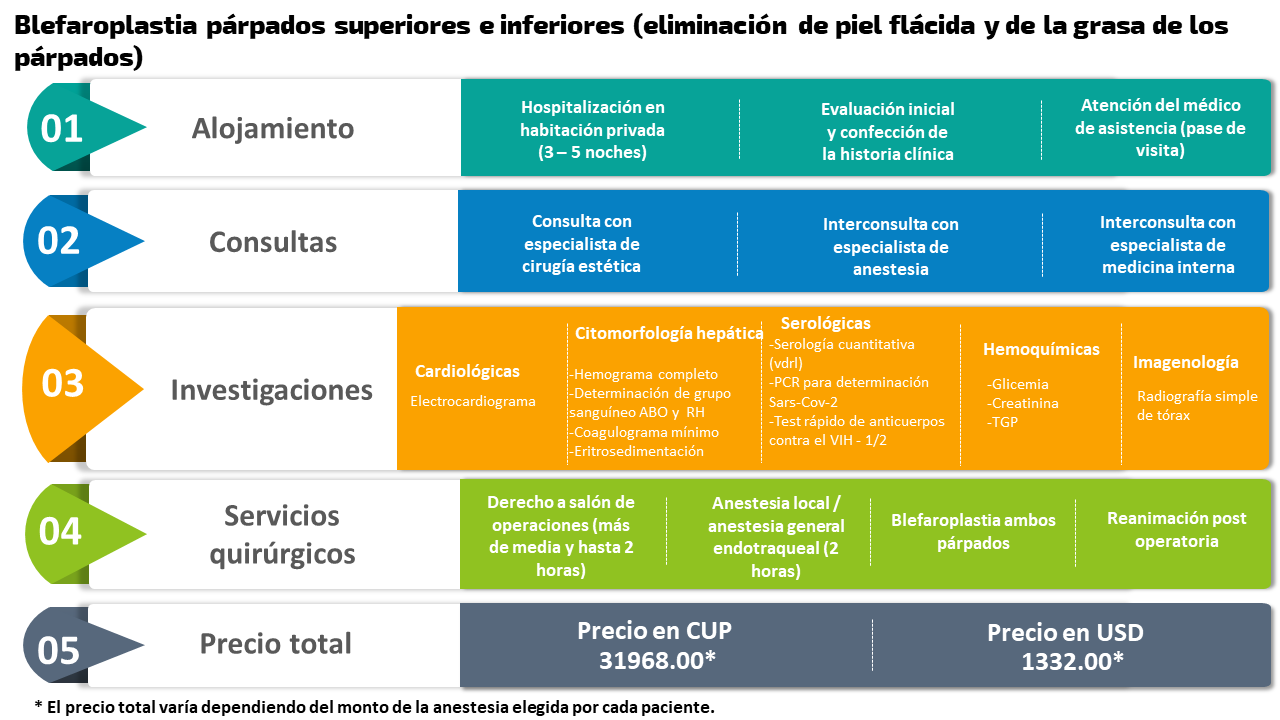 Blefaroplastia párpados superiores e inferiores (eliminación de piel flácida y de la grasa de los
párpados)
01
Alojamiento
Hospitalización en
habitación privada
(3 – 5 noches)
Evaluación inicial
y confección de
la historia clínica
Atención del médico
de asistencia (pase de
visita)
02
Consultas
Consulta con
especialista de
cirugía estética
Interconsulta con
especialista de
anestesia
Interconsulta con
especialista de
medicina interna
03
Investigaciones
Cardiológicas
Electrocardiograma
Citomorfología hepática
-Hemograma completo
-Determinación de grupo
sanguíneo ABO y RH
-Coagulograma mínimo
-Eritrosedimentación
Serológicas
-Serología cuantitativa
(vdrl)
-PCR para determinación
Sars-Cov-2
-Test rápido de anticuerpos
contra el VIH - 1/2
Hemoquímicas
-Glicemia
-Creatinina
-TGP
Imagenología
Radiografía simple
de tórax
04
Servicios
quirúrgicos
Derecho a salón de
operaciones (más
de media y hasta 2
horas)
Anestesia local /
anestesia general
endotraqueal (2
horas)
Blefaroplastia ambos
párpados
Reanimación post
operatoria
05
Precio total
Precio en CUP
31968.00*
Precio en USD
1332.00*
* El precio total varía dependiendo del monto de la anestesia elegida por cada paciente.